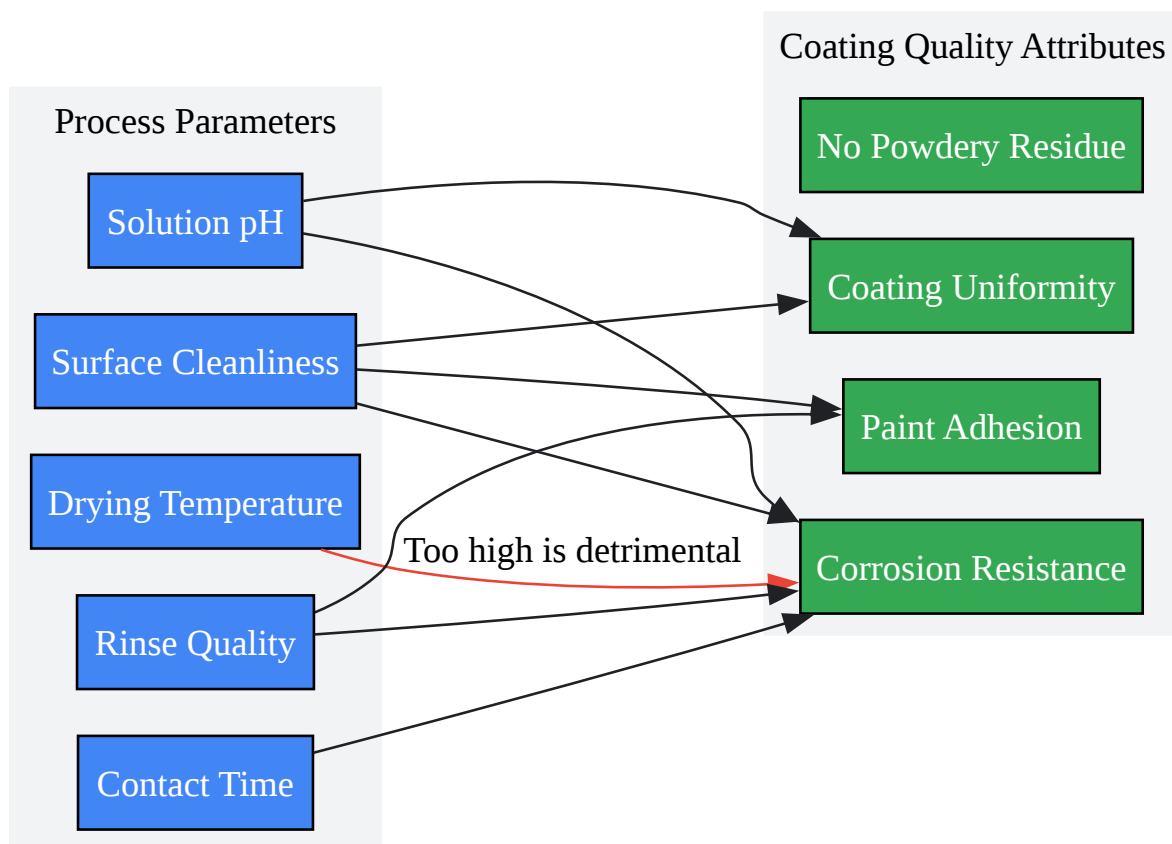 Coating Quality Attributes
Process Parameters
No Powdery Residue
Solution pH
Coating Uniformity
Surface Cleanliness
Paint Adhesion
Drying Temperature
Too high is detrimental
Corrosion Resistance
Rinse Quality
Contact Time